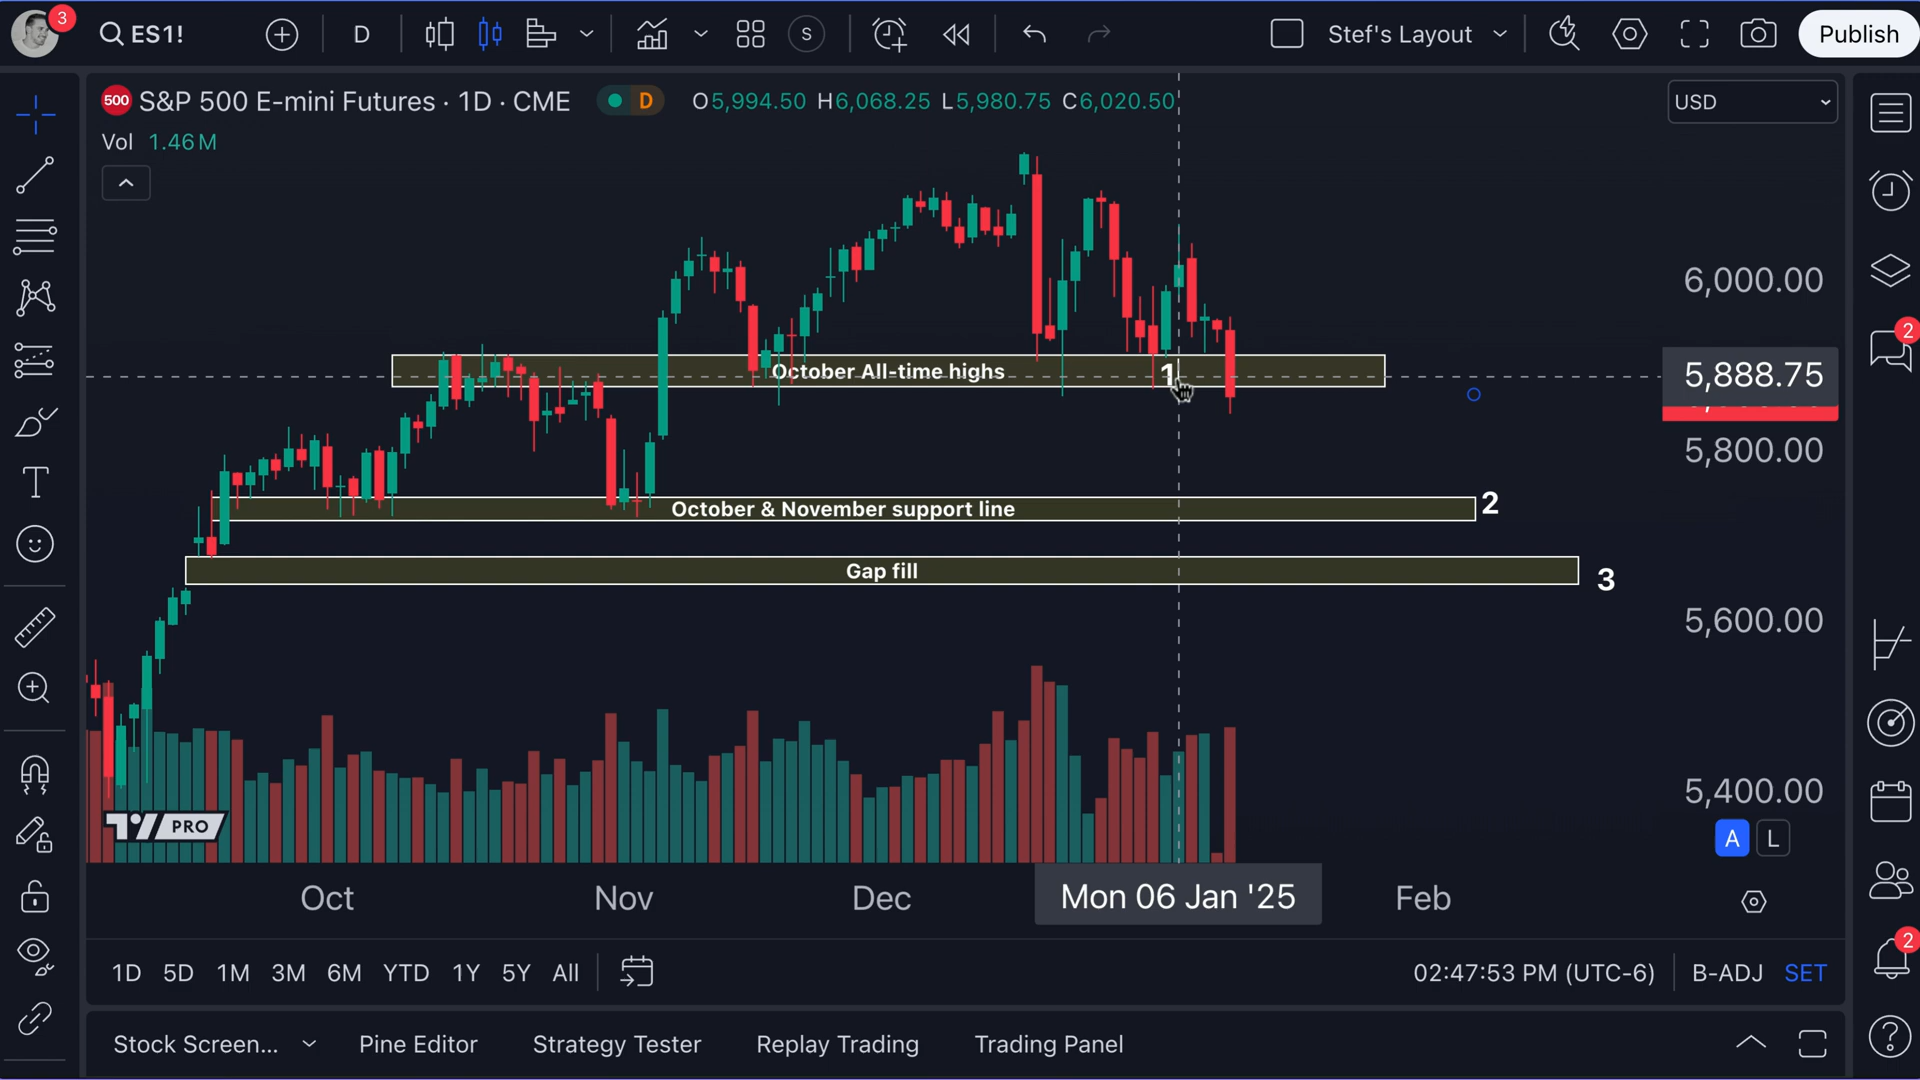 3
ES1!
D
S
Stef's Layout
Publish
500 S&P 500 E-mini Futures · 1D · CME
D
O5,994.50 H6,068.25 L5,980.75 C6,020.50
USD
Vol 1.46 M
2
6,000.00
October All-time highs
1
5,888.75
5,800.00
October & November support line
2
Gap fill
3
5,600.00
5,400.00
PRO
A
L
Oct
Nov
Dec
Mon 06 Jan '25
Feb
2
1D 5D 1M 3M 6M YTD 1Y 5Y All
02:47:53 PM (UTC-6)
B-ADJ
SET
Stock Screen...
Pine Editor
Strategy Tester
Replay Trading
Trading Panel